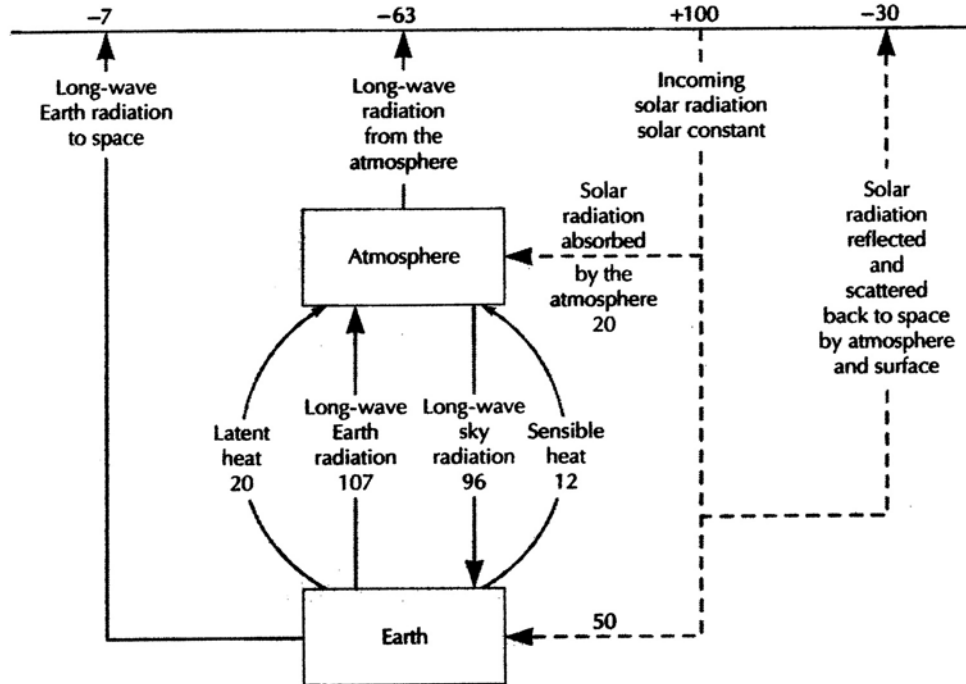 −7
−63
+100
−30
Long-wave
Earth radiation
to space
Long-wave
radiation
from the
atmosphere
Incoming
solar radiation
solar constant
Solar
radiation
absorbed
by the
atmosphere
20
Solar
radiation
reflected
and
scattered
back to space
by atmosphere
and surface
Atmosphere
Latent
heat
20
Long-wave
Earth
radiation
107
Long-wave
sky
radiation
96
Sensible
heat
12
Earth
50